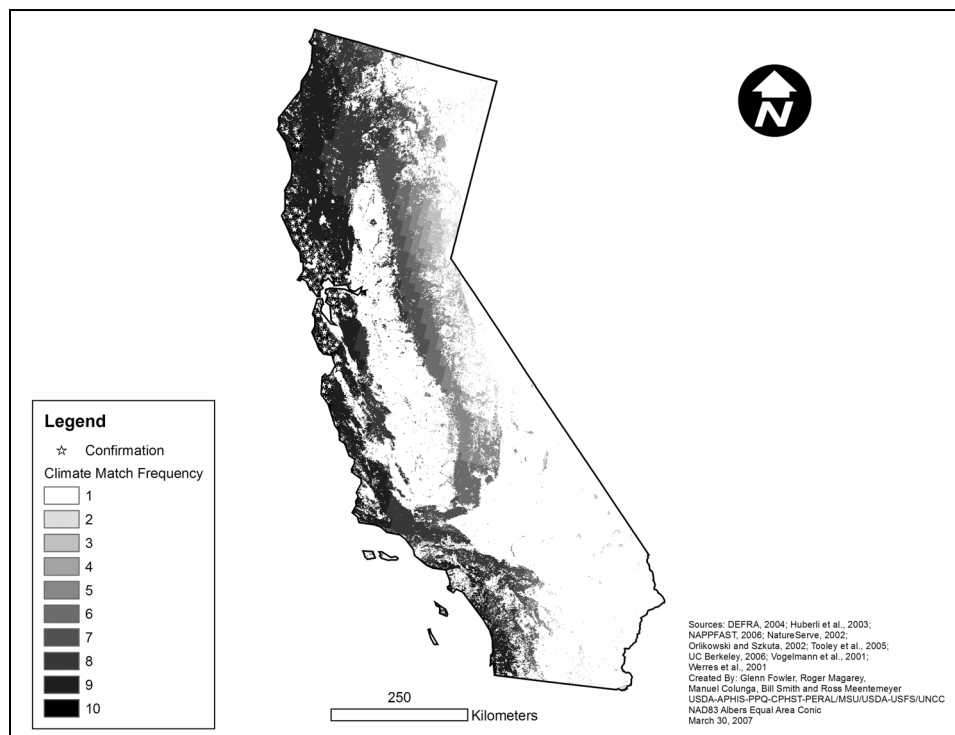 N
Legend
Confirmation
Climate Match Frequency
1
2
3
4
5
6
7
8
9
10
250
Kilometers
Sources: DEFRA, 2004; Huberli et al., 2003;
NAPPFAST, 2006; NatureServe, 2002;
Orlikowski and Szkuta, 2002; Tooley et al., 2005;
UC Berkeley, 2006; Vogelmann et al., 2001;
Werres et al., 2001
Created By: Glenn Fowler, Roger Magarey,
Manuel Colunga, Bill Smith and Ross Meentemeyer
USDA-APHIS-PPQ-CPHST-PERAL/MSU/USDA-USFS/UNCC
NAD83 Albers Equal Area Conic
March 30, 2007